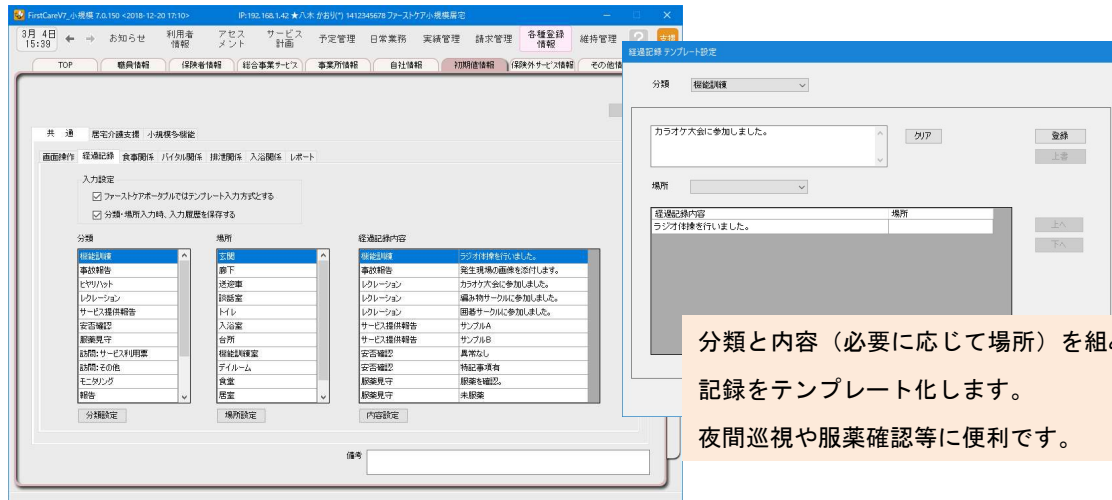 FirstCareV7_小規模 7.0.150 <2018-12-20 17:10> IP:192.168.1.42 ★八木 かおり(*) 1412345678 ファーストケア小規模居宅
3月 4日
15:39
← → お知らせ 利用者情報 アセスメント サービス計画 予定管理 日常業務 実績管理 請求管理 各種登録情報 維持管理 ? 支援
TOP 職員情報 保険者情報 総合事業サービス 事業所情報 自社情報 初期値情報 保険外サービス情報 その他情
共 通 居宅介護支援 小規模多機能
画面操作 経過記録 食事関係 バイタル関係 排泄関係 入浴関係 レポート
入力設定
ファーストケアポータブルではテンプレート入力方式とする
分類・場所入力時、入力履歴を保存する
分類 場所 経過記録内容
機能訓練 玄関 機能訓練 ラジオ体操を行いました。
事故報告 廊下 事故報告 発生現場の画像を添付します。
ヒヤリハット 送迎車 レクレーション カラオケ大会に参加しました。
レクレーション 談話室 レクレーション 編み物サークルに参加しました。
サービス提供報告 トイレ レクレーション 囲碁サークルに参加しました。
安否確認 入浴室 サービス提供報告 サンプルA
服薬見守 台所 サービス提供報告 サンプルB
訪問:サービス利用票 機能訓練室 安否確認 異常なし
訪問:その他 デイルーム 安否確認 特記事項有
モニタリング 食堂 服薬見守 服薬を確認。
報告 居室 服薬見守 未服薬
分類設定 場所設定 内容設定
備考
経過記録 テンプレート設定
分類 機能訓練
カラオケ大会に参加しました。 クリア 登録
上書
場所
経過記録内容 場所
ラジオ体操を行いました。
上へ
下へ
分類と内容（必要に応じて場所）を組み
記録をテンプレート化します。
夜間巡視や服薬確認等に便利です。